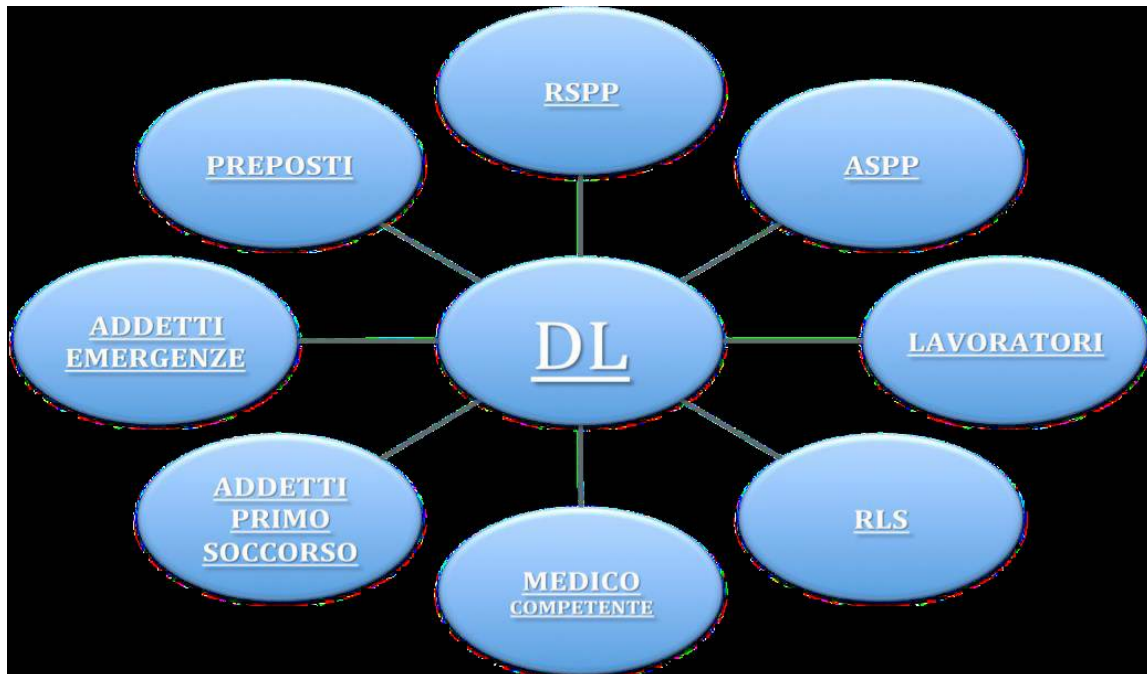 RSPP
PREPOSTI
ASPP
ADDETTI
EMERGENZE
DL
LAVORATORI
ADDETTI
PRIMO
SOCCORSO
RLS
MEDICO
COMPETENTE